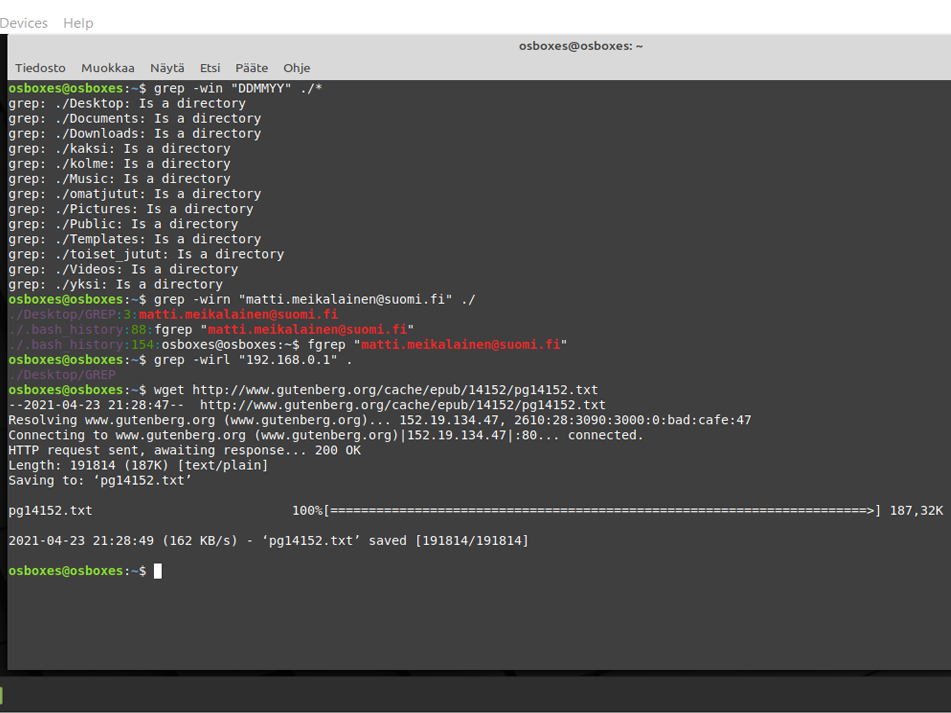 Devices Help
osboxes@osboxes: ~
Tiedosto Muokkaa Näytä Etsi Pääte Ohje
osboxes@osboxes:~$ grep -win "DDMMYY" ./*
grep: ./Desktop: Is a directory
grep: ./Documents: Is a directory
grep: ./Downloads: Is a directory
grep: ./kaksi: Is a directory
grep: ./kolme: Is a directory
grep: ./Music: Is a directory
grep: ./omatjutut: Is a directory
grep: ./Pictures: Is a directory
grep: ./Public: Is a directory
grep: ./Templates: Is a directory
grep: ./toiset_jutut: Is a directory
grep: ./Videos: Is a directory
grep: ./yksi: Is a directory
osboxes@osboxes:~$ grep -wirn "matti.meikalainen@suomi.fi" ./
./Desktop/GREP:3:matti.meikalainen@suomi.fi
./.bash_history:88:fgrep "matti.meikalainen@suomi.fi"
./.bash_history:154:osboxes@osboxes:~$ fgrep "matti.meikalainen@suomi.fi"
osboxes@osboxes:~$ grep -wirl "192.168.0.1" .
./Desktop/GREP
osboxes@osboxes:~$ wget http://www.gutenberg.org/cache/epub/14152/pg14152.txt
--2021-04-23 21:28:47-- http://www.gutenberg.org/cache/epub/14152/pg14152.txt
Resolving www.gutenberg.org (www.gutenberg.org)... 152.19.134.47, 2610:28:3090:3000:0:bad:cafe:47
Connecting to www.gutenberg.org (www.gutenberg.org)|152.19.134.47|:80... connected.
HTTP request sent, awaiting response... 200 OK
Length: 191814 (187K) [text/plain]
Saving to: ‘pg14152.txt’
pg14152.txt 100%[======================================================================>] 187,32K
2021-04-23 21:28:49 (162 KB/s) - ‘pg14152.txt’ saved [191814/191814]
osboxes@osboxes:~$